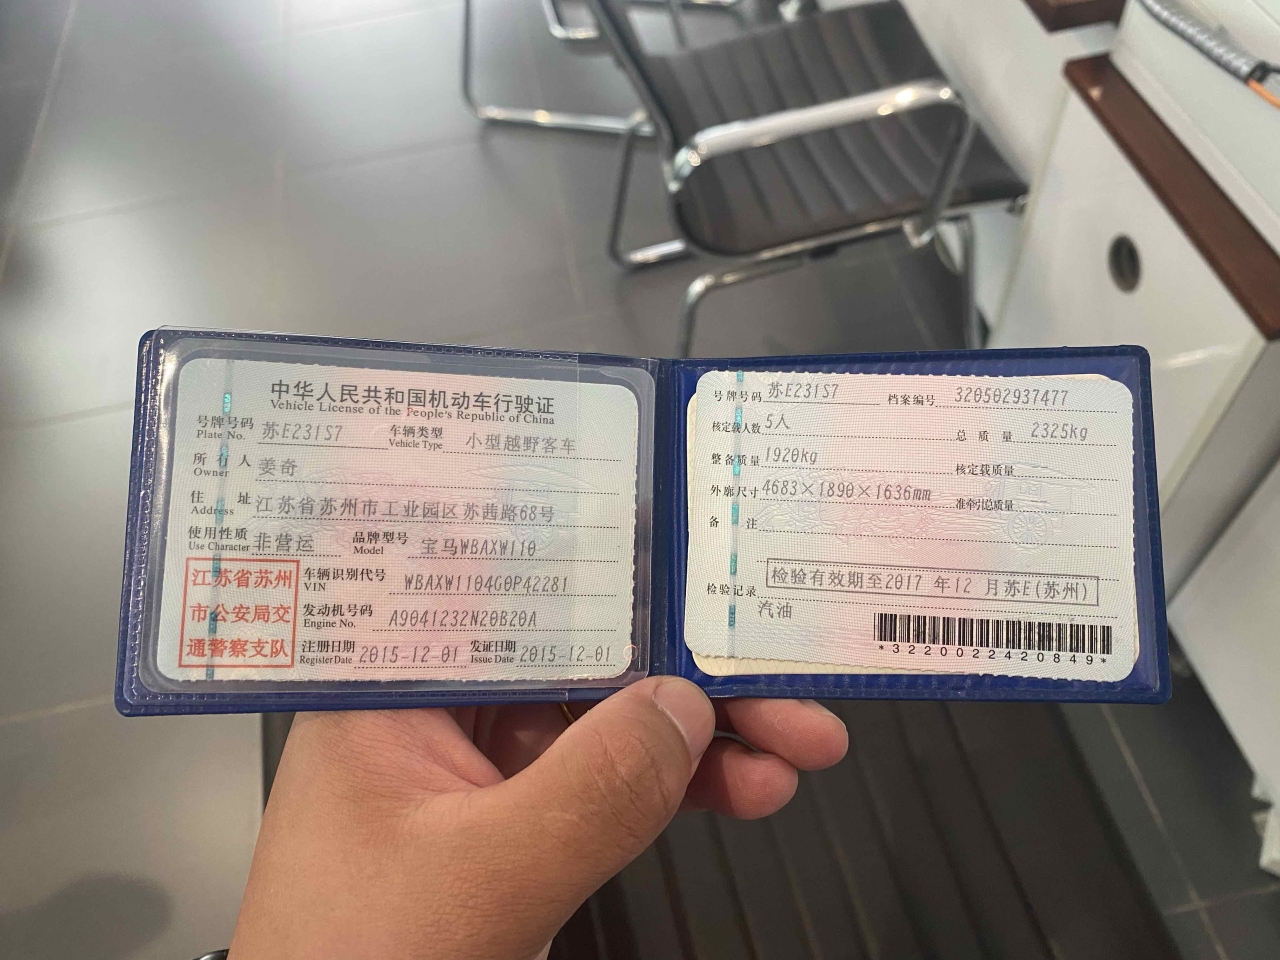 中华人民共和国机动车行驶证
Vehicle License of the People's Republic of China
号牌号码 苏E231S7 车辆类型 小型越野客车
Plate No. Vehicle Type
所有人 姜奇
Owner
住址 江苏省苏州市工业园区苏茜路68号
Address
使用性质 非营运 品牌型号 宝马WBAXW110
Use Character Model
江苏省苏州
市公安局交
通警察支队
车辆识别代号 WBAXW1104G0P42281
VIN
发动机号码 A9041232N20B20A
Engine No.
注册日期 2015-12-01 发证日期 2015-12-01
Register Date Issue Date
号牌号码 苏E231S7 档案编号 320502937477
核定载人数 5人 总质量 2325kg
整备质量 1920kg 核定载质量
外廓尺寸 4683×1890×1636mm 准牵引总质量
备注
检验有效期至2017 年12 月苏E(苏州)
检验记录
汽油
*3220022420849*